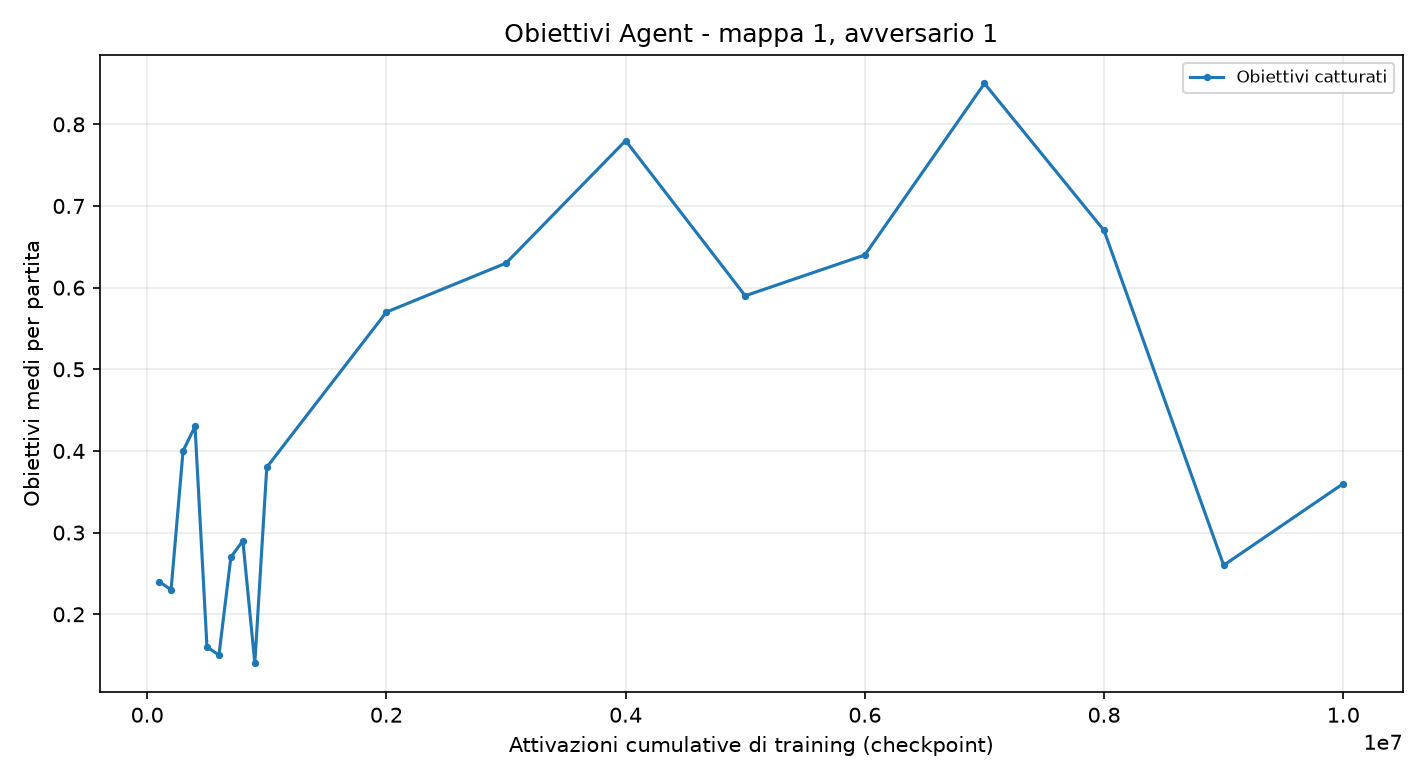 Obiettivi Agent - mappa 1, avversario 1
Obiettivi catturati
Obiettivi medi per partita
0.8
0.7
0.6
0.5
0.4
0.3
0.2
0.0 0.2 0.4 0.6 0.8 1.0
1e7
Attivazioni cumulative di training (checkpoint)